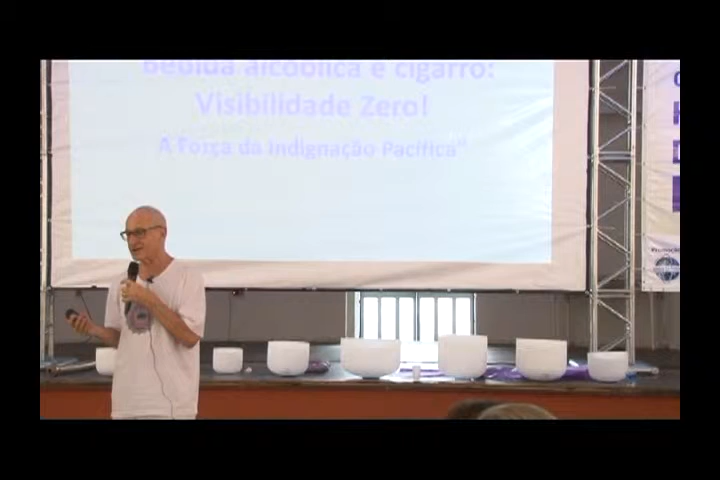 Bebida alcoólica e cigarro:
Visibilidade Zero!
A Força da Indignação Pacífica"